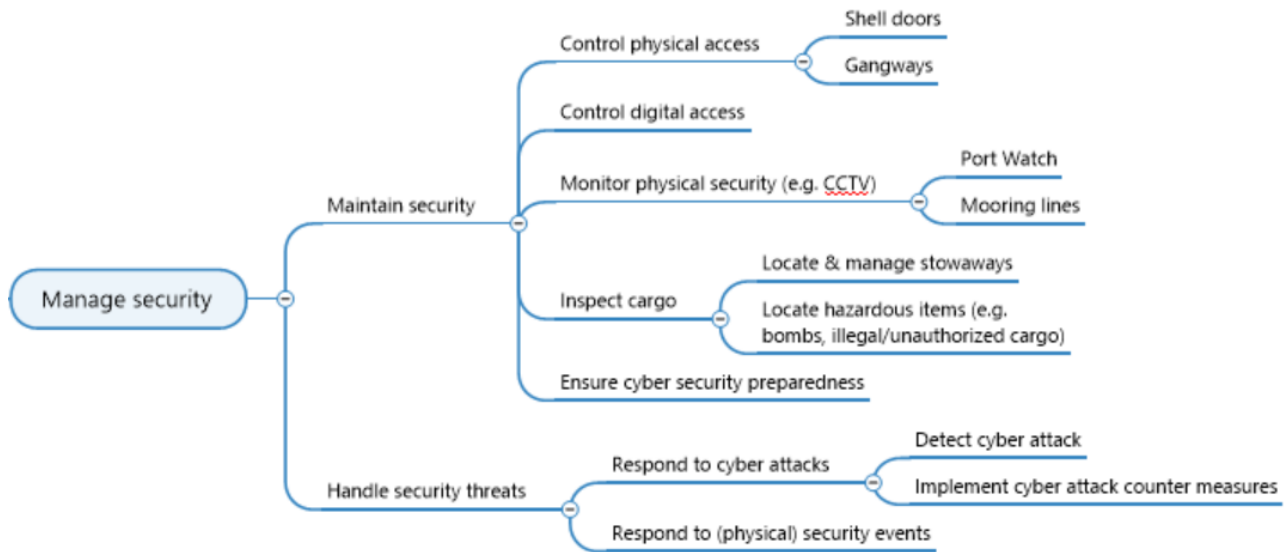 Shell doors
Control physical access
Gangways
Control digital access
Port Watch
Monitor physical security (e.g. CCTV)
Mooring lines
Maintain security
Locate & manage stowaways
Inspect cargo
Locate hazardous items (e.g.
bombs, illegal/unauthorized cargo)
Manage security
Ensure cyber security preparedness
Detect cyber attack
Respond to cyber attacks
Implement cyber attack counter measures
Handle security threats
Respond to (physical) security events